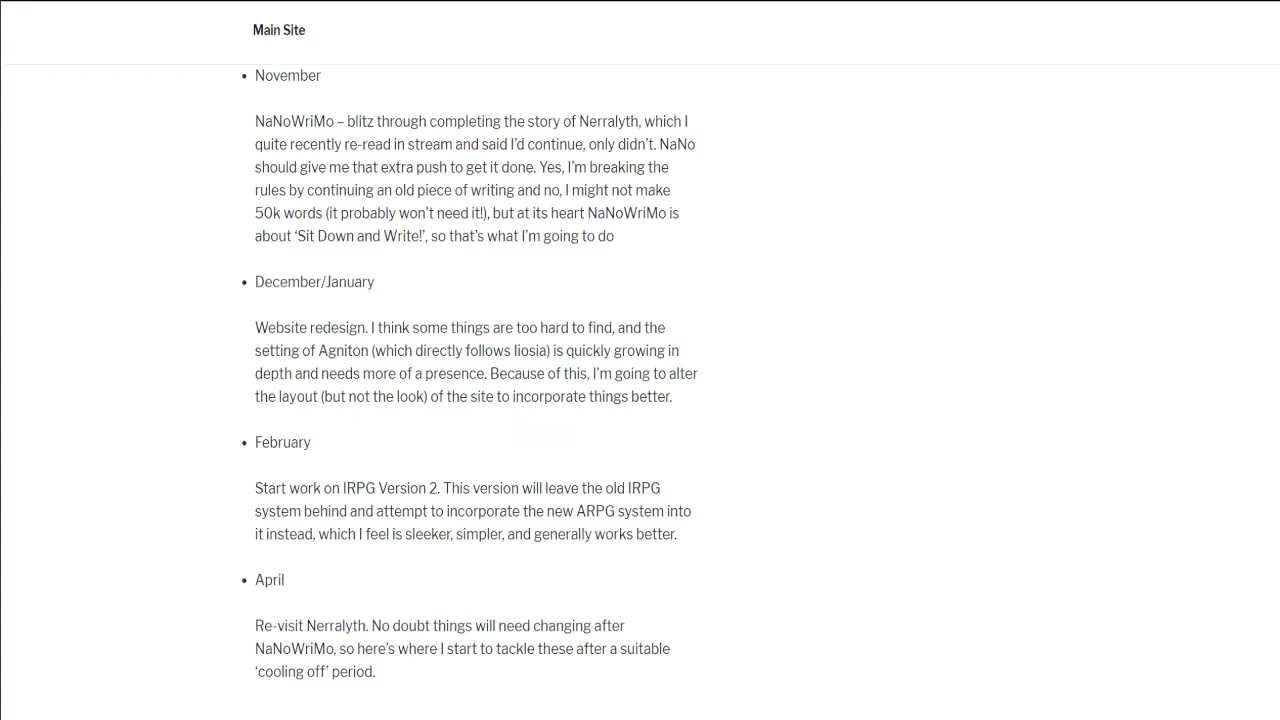 Main Site
• November
NaNoWriMo – blitz through completing the story of Nerralyth, which I
quite recently re-read in stream and said I'd continue, only didn't. NaNo
should give me that extra push to get it done. Yes, I'm breaking the
rules by continuing an old piece of writing and no, I might not make
50k words (it probably won't need it!), but at its heart NaNoWriMo is
about ‘Sit Down and Write!’, so that's what I'm going to do
• December/January
Website redesign. I think some things are too hard to find, and the
setting of Agniton (which directly follows Iiosia) is quickly growing in
depth and needs more of a presence. Because of this, I'm going to alter
the layout (but not the look) of the site to incorporate things better.
• February
Start work on IRPG Version 2. This version will leave the old IRPG
system behind and attempt to incorporate the new ARPG system into
it instead, which I feel is sleeker, simpler, and generally works better.
• April
Re-visit Nerralyth. No doubt things will need changing after
NaNoWriMo, so here's where I start to tackle these after a suitable
‘cooling off’ period.